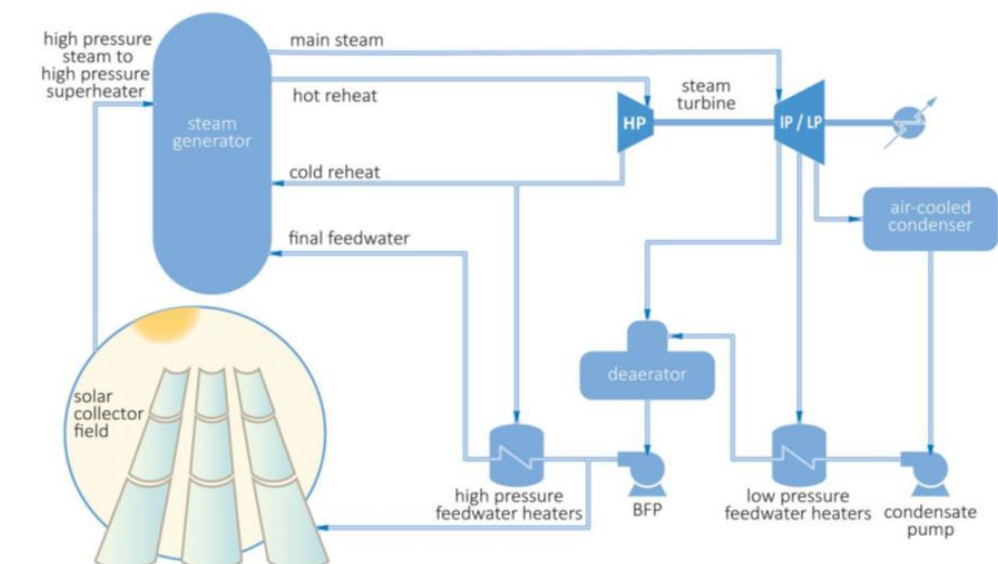 high pressure
steam to
high pressure
superheater
main steam
hot reheat
steam
turbine
steam
generator
HP
IP / LP
cold reheat
air-cooled
condenser
final feedwater
deaerator
solar
collector
field
high pressure
feedwater heaters
BFP
low pressure
feedwater heaters
condensate
pump